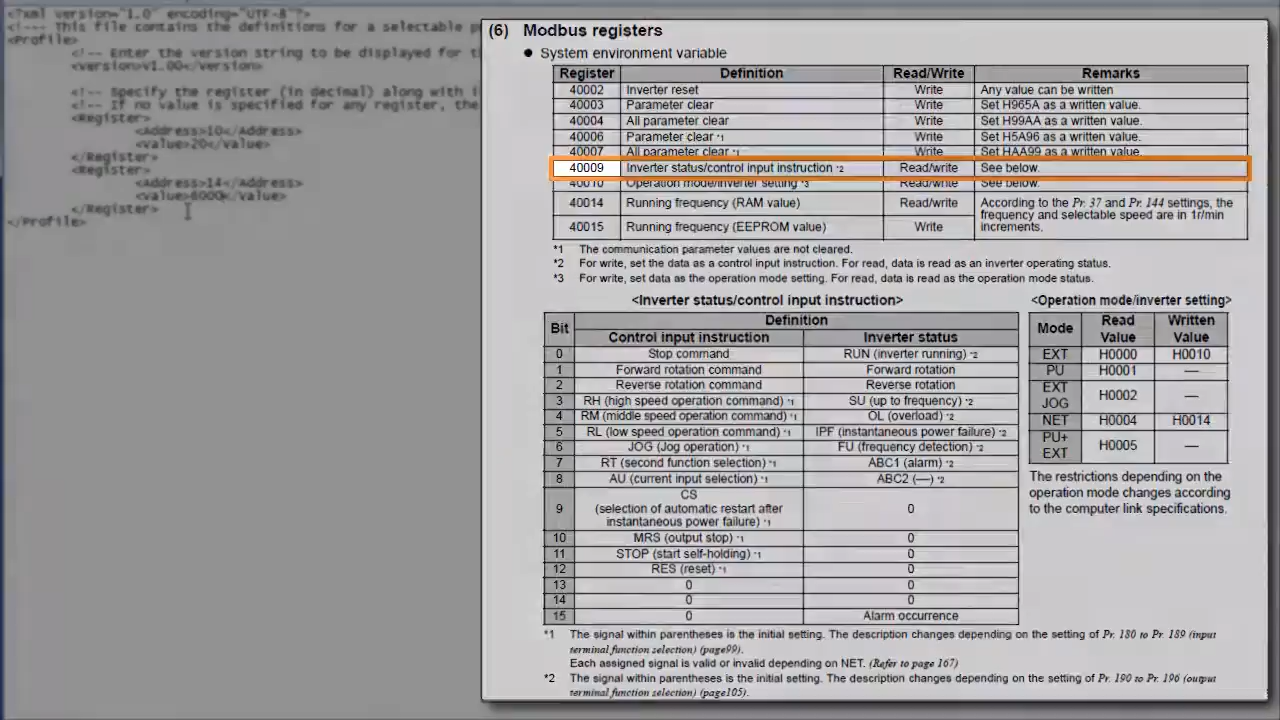 <?xml version="1.0" encoding="UTF-8"?>
<!--- This file contains the definitions for a selectable
<Profile>
<!-- Enter the version string to be displayed for
<version>v1.00</version>
<!-- Specify the register (in decimal) along with
<!-- If no value is specified for any register, the
<Register>
<Address>10</Address>
<value>20</value>
</Register>
<Register>
<Address>14</Address>
<value>6000</value>
</Register>
</Profile>
(6) Modbus registers
● System environment variable
Register Definition Read/Write Remarks
40002 Inverter reset Write Any value can be written
40003 Parameter clear Write Set H965A as a written value.
40004 All parameter clear Write Set H99AA as a written value.
40006 Parameter clear *1 Write Set H5A96 as a written value.
40007 All parameter clear *1 Write Set HAA99 as a written value.
40009 Inverter status/control input instruction *2 Read/write See below.
40010 Operation mode/inverter setting *3 Read/write See below.
40014 Running frequency (RAM value) Read/write According to the Pr. 37 and Pr. 144 settings, the frequency and selectable speed are in 1r/min increments.
40015 Running frequency (EEPROM value) Write
*1 The communication parameter values are not cleared.
*2 For write, set the data as a control input instruction. For read, data is read as an inverter operating status.
*3 For write, set data as the operation mode setting. For read, data is read as the operation mode status.
<Inverter status/control input instruction>
Bit Definition
Control input instruction Inverter status
0 Stop command RUN (inverter running) *2
1 Forward rotation command Forward rotation
2 Reverse rotation command Reverse rotation
3 RH (high speed operation command) *1 SU (up to frequency) *2
4 RM (middle speed operation command) *1 OL (overload) *2
5 RL (low speed operation command) *1 IPF (instantaneous power failure) *2
6 JOG (Jog operation) *1 FU (frequency detection) *2
7 RT (second function selection) *1 ABC1 (alarm) *2
8 AU (current input selection) *1 ABC2 (—) *2
9 CS (selection of automatic restart after instantaneous power failure) *1 0
10 MRS (output stop) *1 0
11 STOP (start self-holding) *1 0
12 RES (reset) *1 0
13 0 0
14 0 0
15 0 Alarm occurrence
<Operation mode/inverter setting>
Mode Read Value Written Value
EXT H0000 H0010
PU H0001 —
EXT JOG H0002 —
NET H0004 H0014
PU+ EXT H0005 —
The restrictions depending on the
operation mode changes according
to the computer link specifications.
*1 The signal within parentheses is the initial setting. The description changes depending on the setting of Pr. 180 to Pr. 189 (input
terminal function selection) (page99).
Each assigned signal is valid or invalid depending on NET. (Refer to page 167)
*2 The signal within parentheses is the initial setting. The description changes depending on the setting of Pr. 190 to Pr. 196 (output
terminal function selection) (page105).